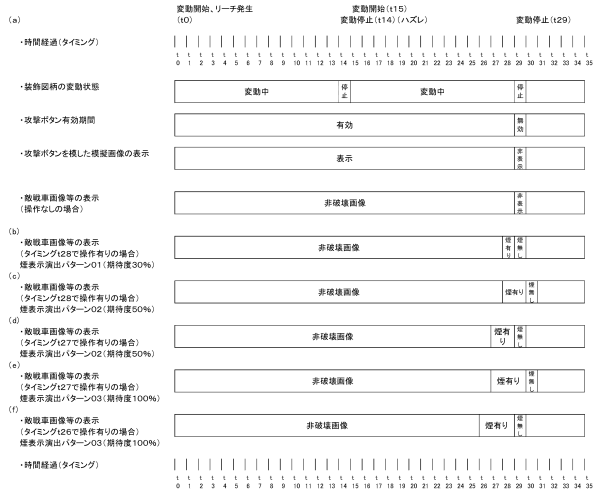 (a)
変動開始、リーチ発生
(t0)
変動開始(t15)
変動停止(t14)(ハズレ)
変動停止(t29)
・時間経過(タイミング)
t t t t t t t t t t t t t t t t t t t t t t t t t t t t t t t t t t t t
0 1 2 3 4 5 6 7 8 9 10 11 12 13 14 15 16 17 18 19 20 21 22 23 24 25 26 27 28 29 30 31 32 33 34 35
・装飾図柄の変動状態
変動中 停止 変動中 停止
・攻撃ボタン有効期間
有効 無効
・攻撃ボタンを模した模擬画像の表示
表示 非表示
・敵戦車画像等の表示
(操作なしの場合)
非破壊画像 非表示
(b)
・敵戦車画像等の表示
(タイミングt28で操作有りの場合)
煙表示演出パターン01(期待度30%)
非破壊画像 煙有り 煙無し
(c)
・敵戦車画像等の表示
(タイミングt28で操作有りの場合)
煙表示演出パターン02(期待度50%)
非破壊画像 煙有り 煙無し
(d)
・敵戦車画像等の表示
(タイミングt27で操作有りの場合)
煙表示演出パターン02(期待度50%)
非破壊画像 煙有り 煙無し
(e)
・敵戦車画像等の表示
(タイミングt27で操作有りの場合)
煙表示演出パターン03(期待度100%)
非破壊画像 煙有り 煙無し
(f)
・敵戦車画像等の表示
(タイミングt26で操作有りの場合)
煙表示演出パターン03(期待度100%)
非破壊画像 煙有り 煙無し
・時間経過(タイミング)
t t t t t t t t t t t t t t t t t t t t t t t t t t t t t t t t t t t t
0 1 2 3 4 5 6 7 8 9 10 11 12 13 14 15 16 17 18 19 20 21 22 23 24 25 26 27 28 29 30 31 32 33 34 35